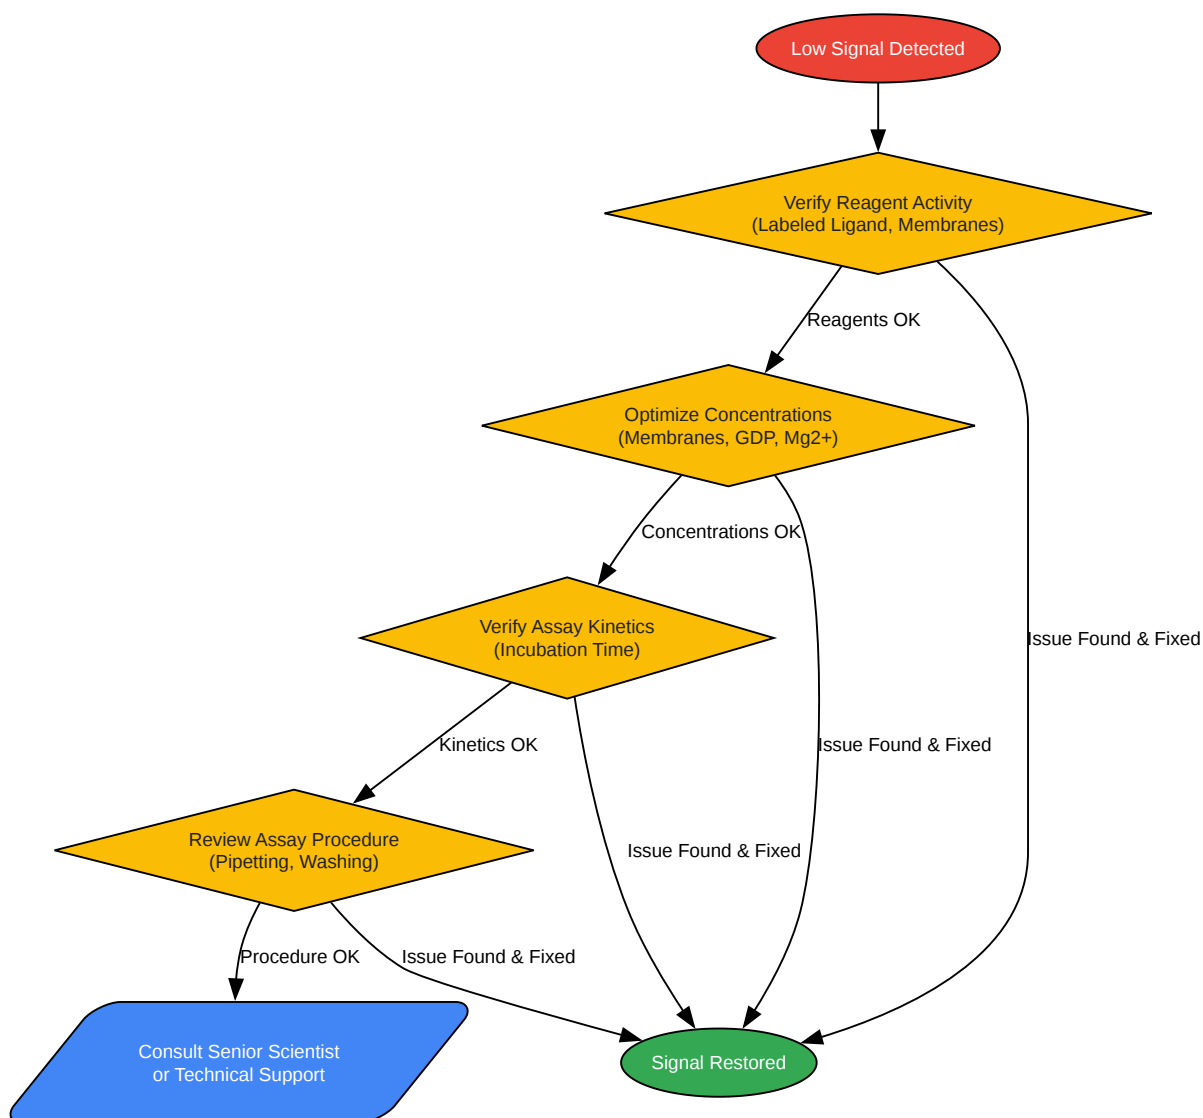 Low Signal Detected
Verify Reagent Activity
(Labeled Ligand, Membranes)
Reagents OK
Optimize Concentrations
(Membranes, GDP, Mg2+)
Concentrations OK
Verify Assay Kinetics
(Incubation Time)
Issue Found & Fixed
Kinetics OK
Issue Found & Fixed
Review Assay Procedure
(Pipetting, Washing)
Issue Found & Fixed
Procedure OK
Issue Found & Fixed
Consult Senior Scientist
or Technical Support
Signal Restored